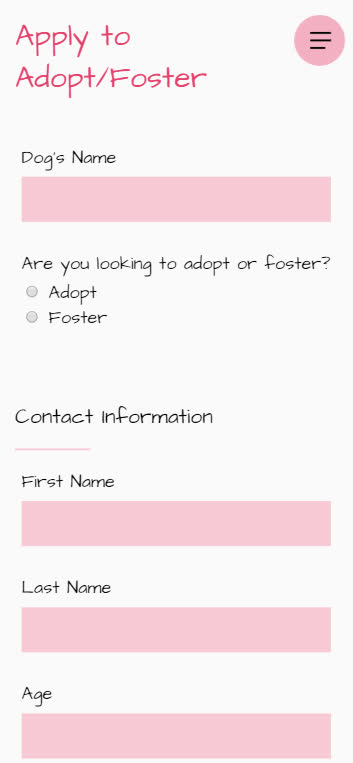 Apply to
Adopt/Foster
Dog's Name
Are you looking to adopt or foster?
Adopt
Foster
Contact Information
First Name
Last Name
Age